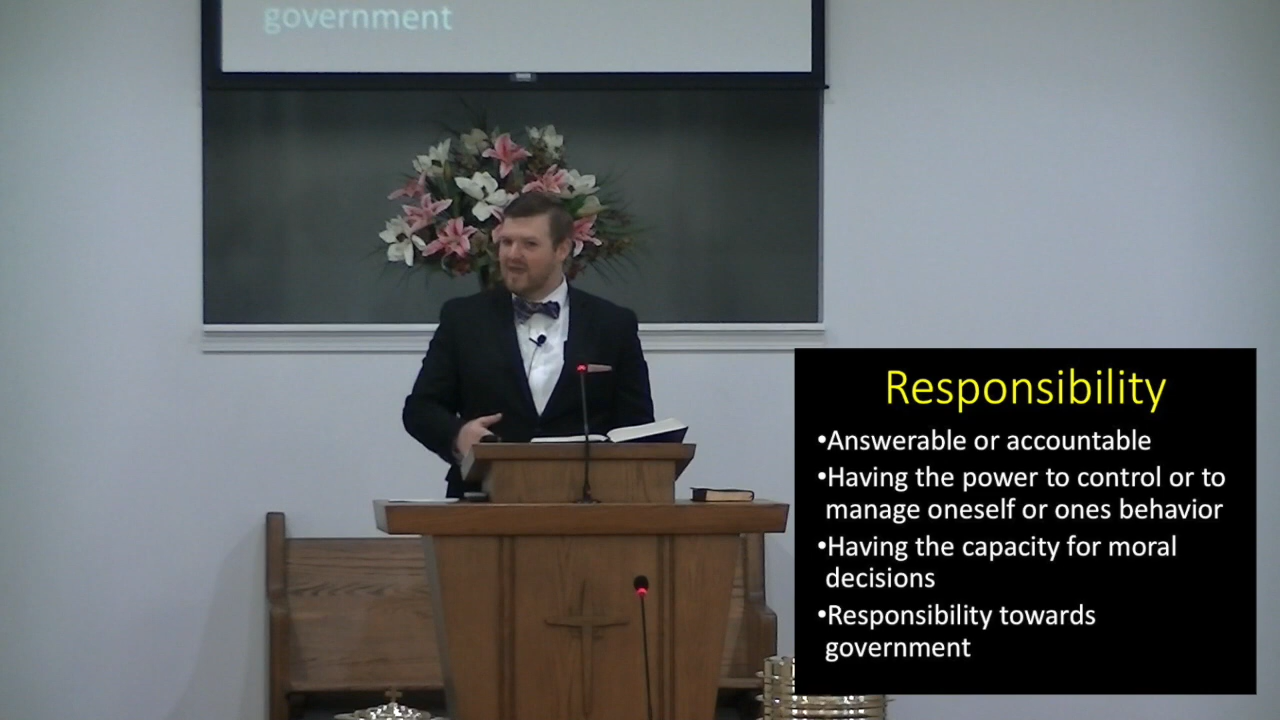 government
Responsibility
•Answerable or accountable
•Having the power to control or to
manage oneself or ones behavior
•Having the capacity for moral
decisions
•Responsibility towards
government